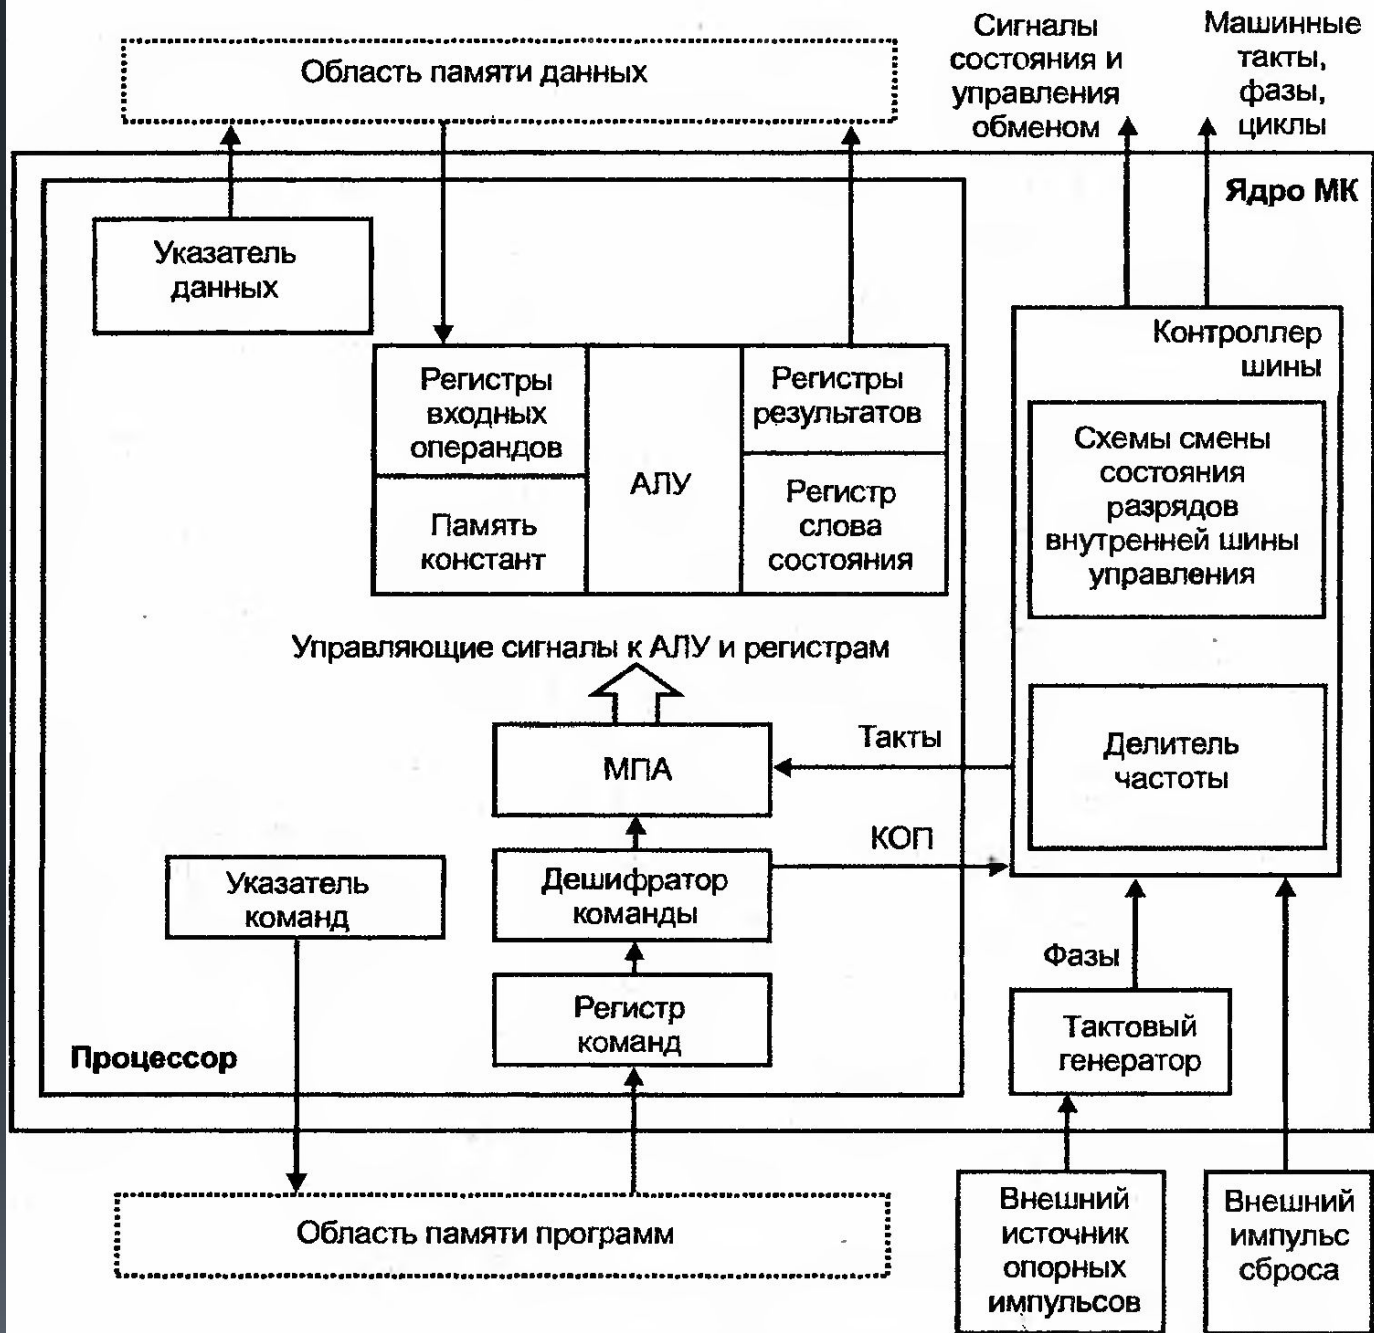 Сигналы
состояния и
управления
обменом
Машинные
такты,
фазы,
циклы
Область памяти данных
Ядро МК
Указатель
данных
Контроллер
шины
Регистры
входных
операндов
АЛУ
Регистры
результатов
Схемы смены
состояния
разрядов
внутренней шины
управления
Память
констант
Регистр
слова
состояния
Управляющие сигналы к АЛУ и регистрам
МПА
Такты
Делитель
частоты
КОП
Указатель
команд
Дешифратор
команды
Фазы
Регистр
команд
Тактовый
генератор
Процессор
Область памяти программ
Внешний
источник
опорных
импульсов
Внешний
импульс
сброса